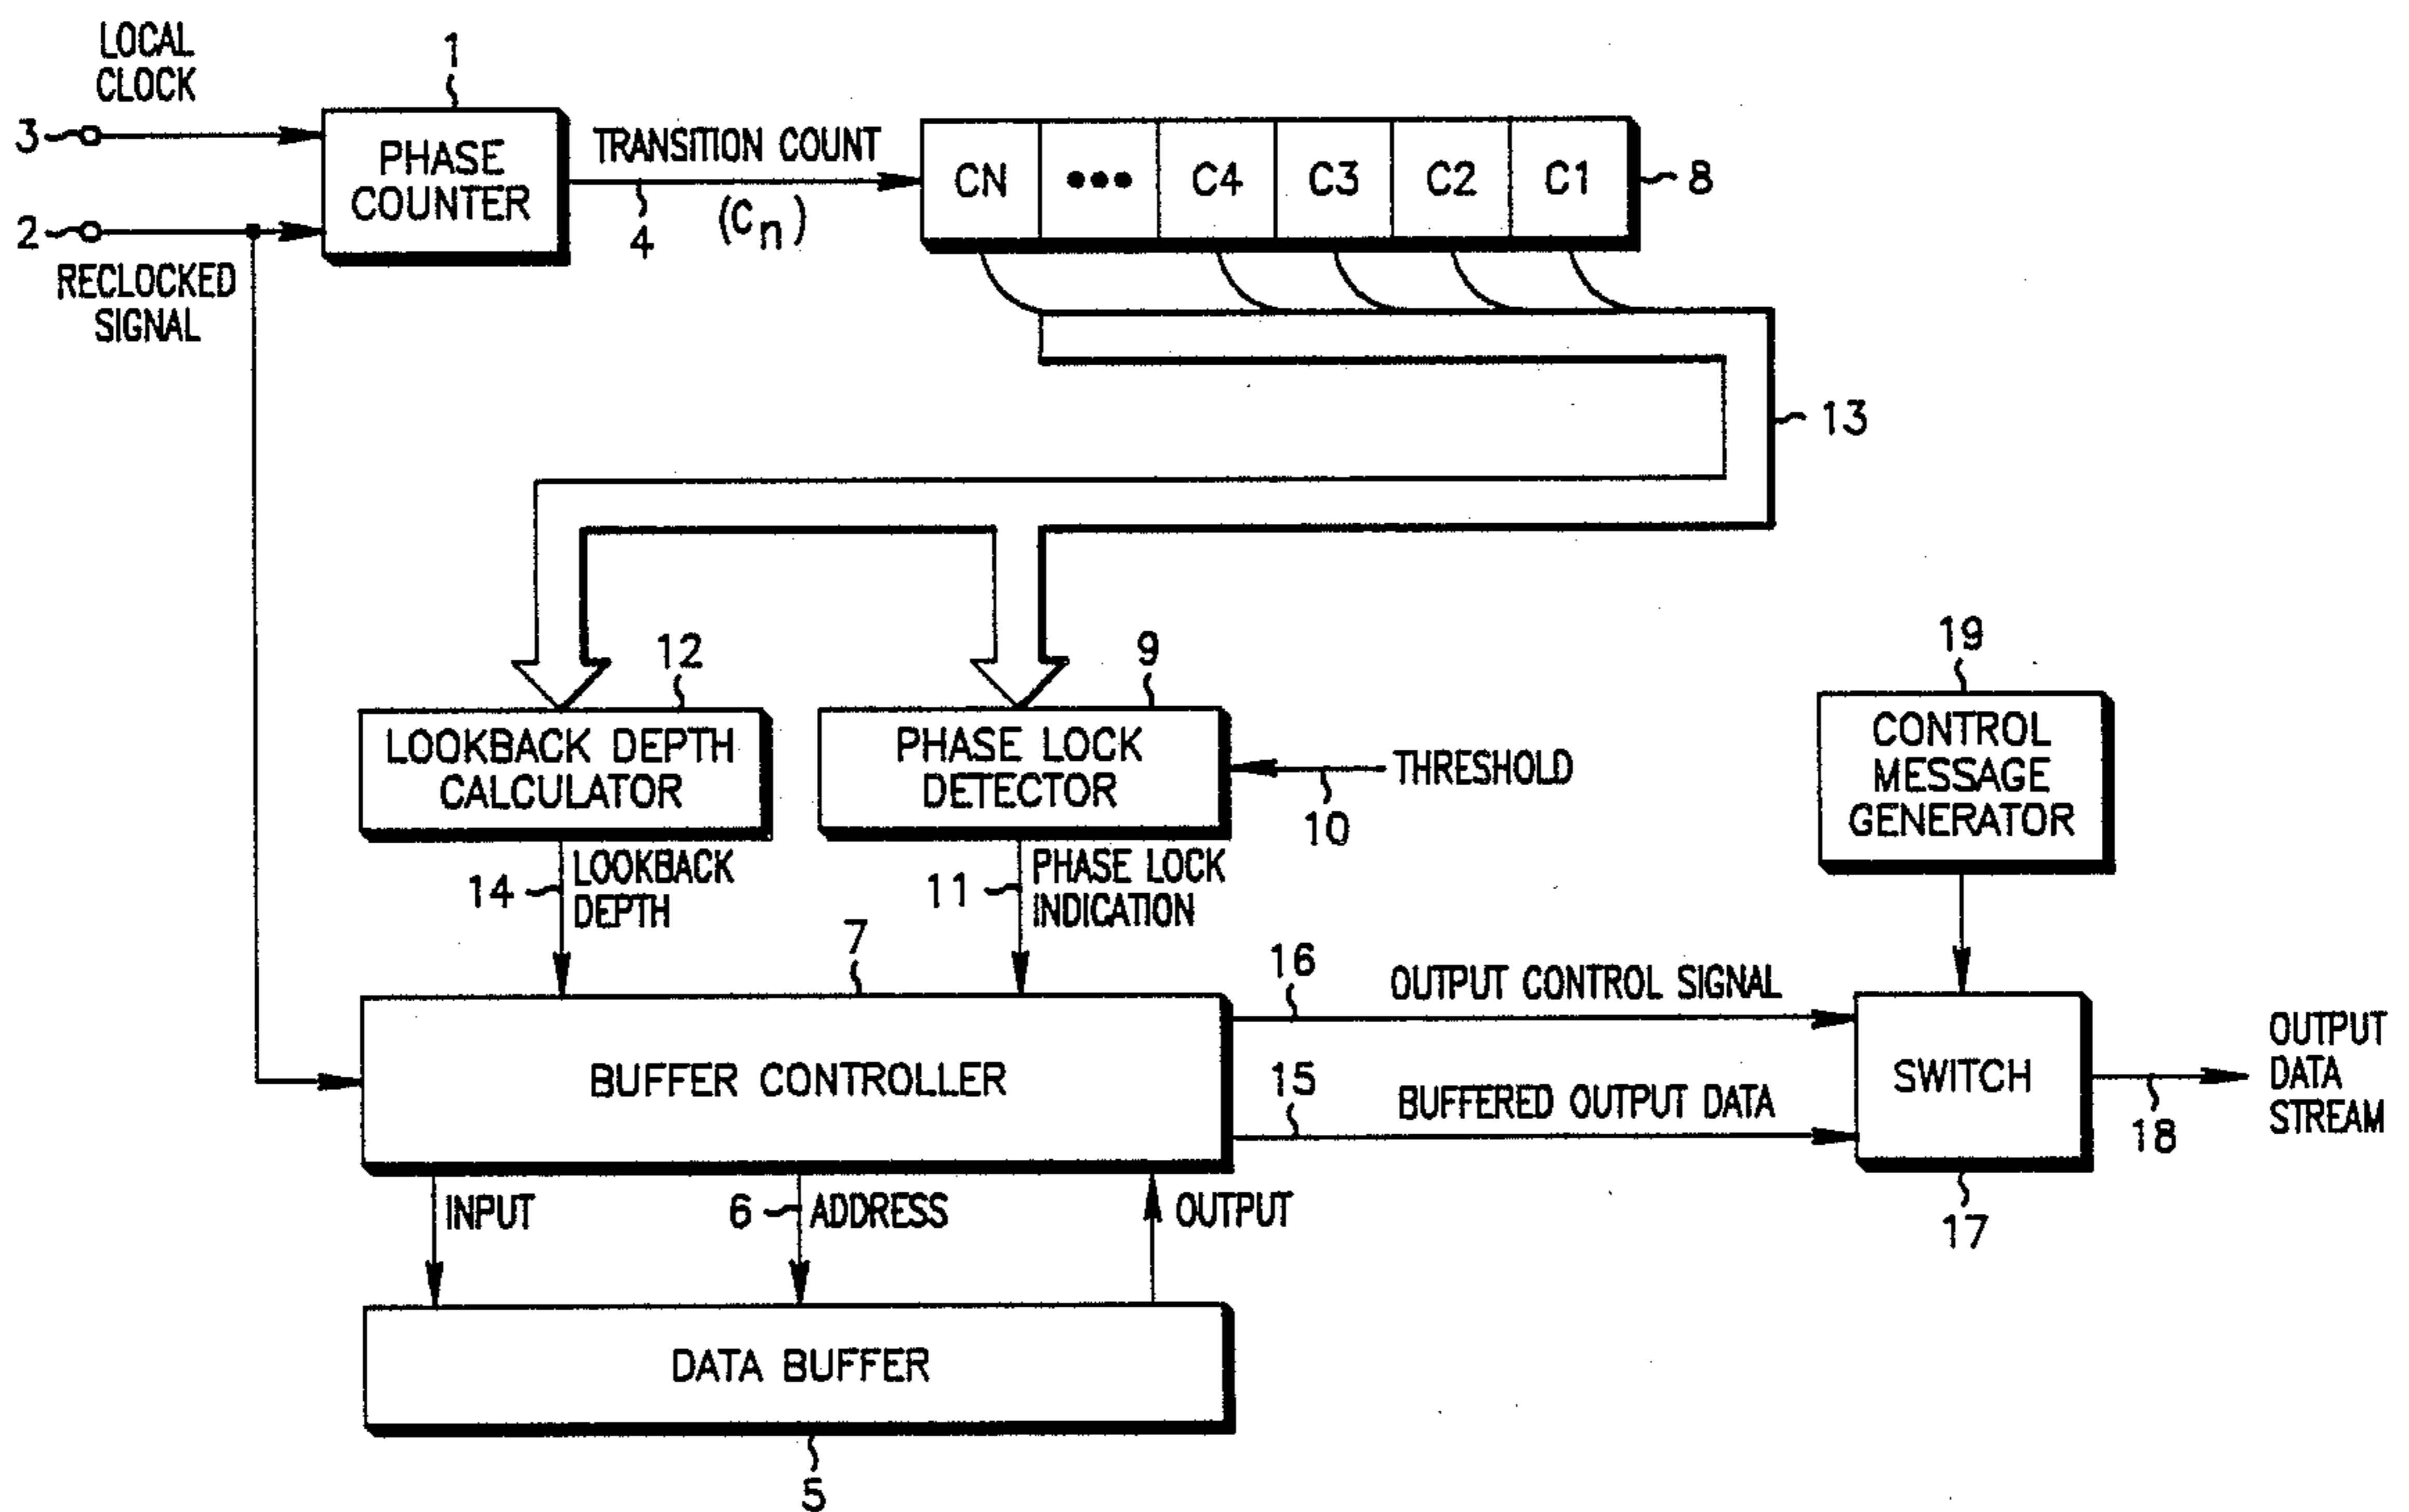 LOCAL
CLOCK
3
1
PHASE
COUNTER
2
RECLOCKED
SIGNAL
TRANSITION COUNT
4
(Cn)
CN ••• C4 C3 C2 C1
8
13
12
LOOKBACK DEPTH
CALCULATOR
9
PHASE LOCK
DETECTOR
THRESHOLD
10
19
CONTROL
MESSAGE
GENERATOR
14
LOOKBACK
DEPTH
11
PHASE LOCK
INDICATION
7
BUFFER CONTROLLER
16
OUTPUT CONTROL SIGNAL
15
BUFFERED OUTPUT DATA
SWITCH
17
18
OUTPUT
DATA
STREAM
INPUT
6
ADDRESS
OUTPUT
DATA BUFFER
5